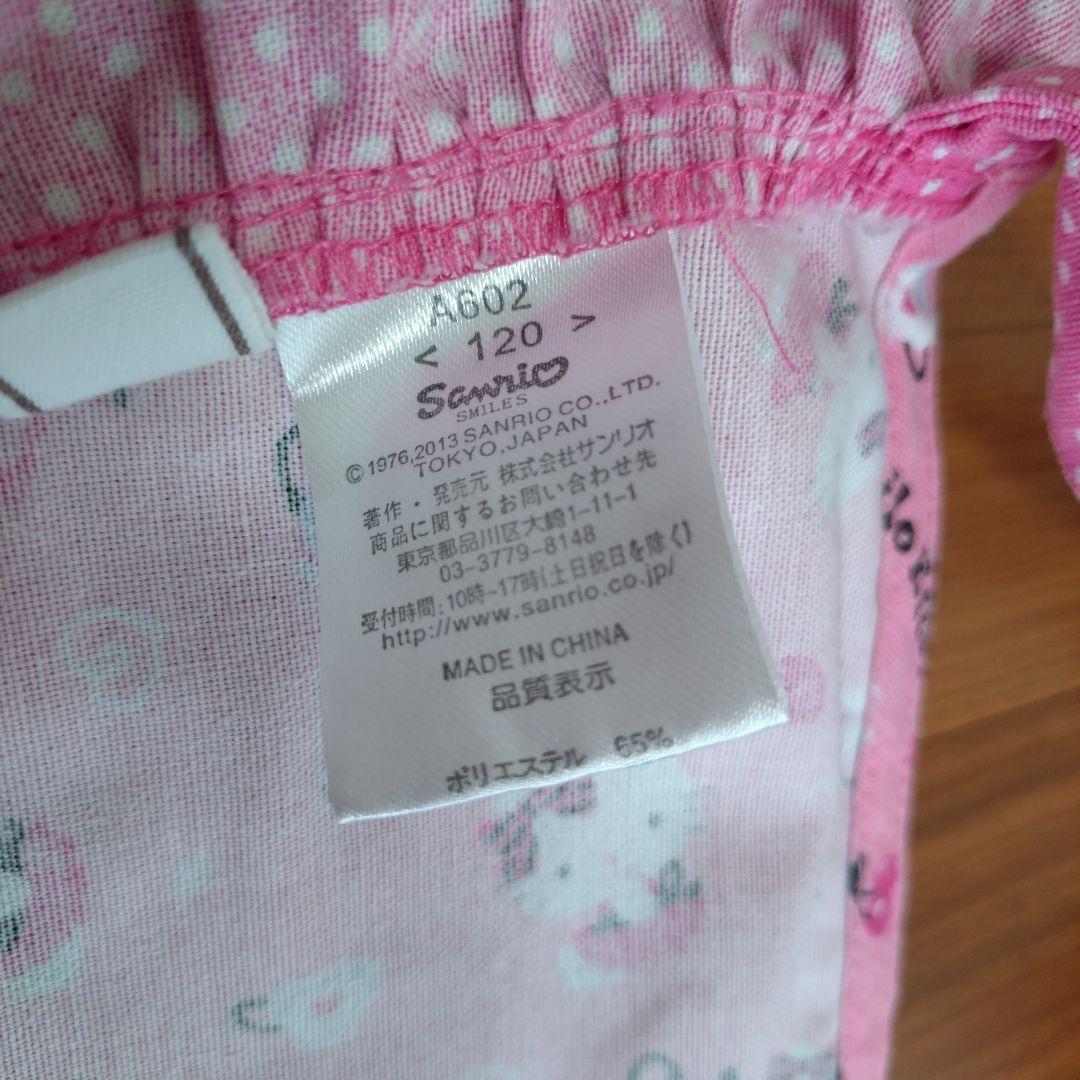 A602
< 120 >
Sanrio
SMILES
©1976,2013 SANRIO CO.,LTD.
TOKYO,JAPAN
著作・発売元 株式会社サンリオ
商品に関するお問い合わせ先
東京都品川区大崎1-11-1
03-3779-8148
受付時間:10時~17時(土日祝日を除く)
http://www.sanrio.co.jp/
MADE IN CHINA
品質表示
ポリエステル 65%